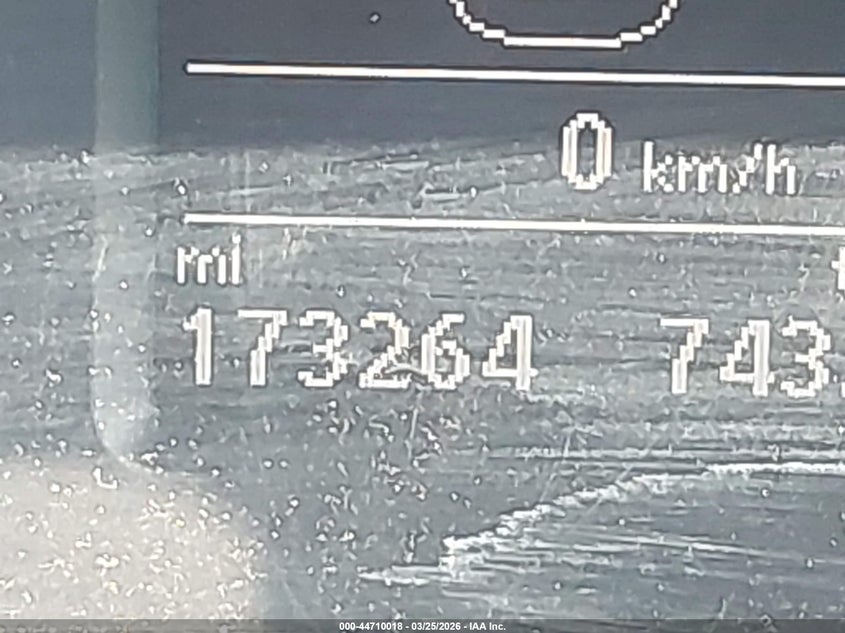 0 km/h
mi
173264 743
000-44710018 - 03/25/2026 - IAA Inc.